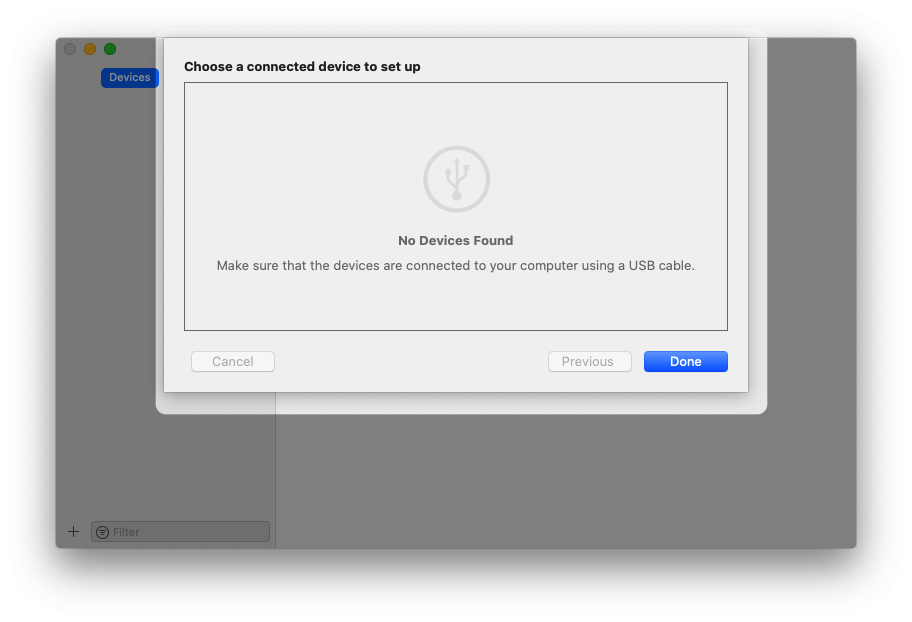 Devices
Choose a connected device to set up
No Devices Found
Make sure that the devices are connected to your computer using a USB cable.
Cancel
Previous
Done
Filter